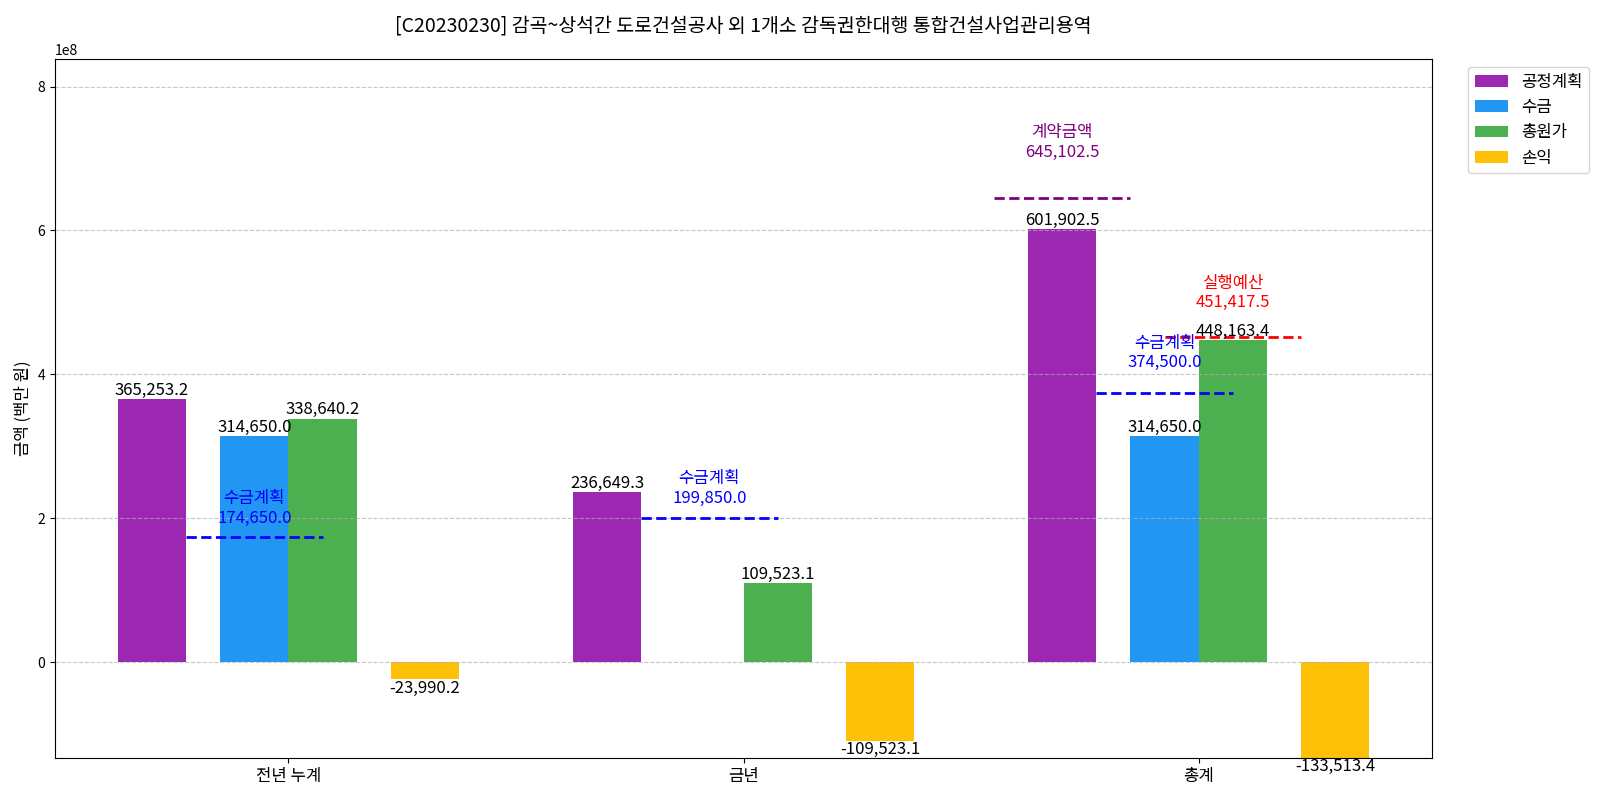 [C20230230] 감곡~상석간 도로건설공사 외 1개소 감독권한대행 통합건설사업관리용역
1e8
8
6
4
2
0
금액 (백만 원)
공정계획
수금
총원가
손익
계약금액
645,102.5
601,902.5
실행예산
451,417.5
448,163.4
수금계획
374,500.0
314,650.0
-133,513.4
365,253.2
314,650.0
338,640.2
수금계획
174,650.0
-23,990.2
236,649.3
수금계획
199,850.0
109,523.1
-109,523.1
전년 누계
금년
총계